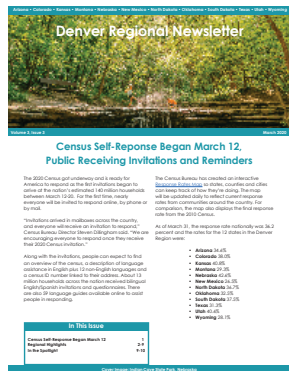 Arizona • Colorado • Kansas • Montana • Nebraska • New Mexico • North Dakota • Oklahoma • South Dakota • Texas • Utah • Wyoming
Denver Regional Newsletter
Volume 2, Issue 3 March 2020
Census Self-Reponse Began March 12,
Public Receiving Invitations and Reminders
The 2020 Census got underway and is ready for
America to respond as the first invitations began to
arrive at the nation's estimated 140 million households
between March 12-20. For the first time, nearly
everyone will be invited to respond online, by phone or
by mail.
"Invitations arrived in mailboxes across the country,
and everyone will receive an invitation to respond,"
Census Bureau Director Steven Dillingham said. "We are
encouraging everyone to respond once they receive
their 2020 Census invitation."
Along with the invitations, people can expect to find
an overview of the census, a description of language
assistance in English plus 12 non-English languages and
a census ID number linked to their address. About 13
million households across the nation received bilingual
English/Spanish invitations and questionnaires. There
are also 59 language guides available online to assist
people in responding.
In This Issue
Census Self-Response Began March 12 1
Regional Highlights 2-9
In the Spotlight 9-10
The Census Bureau has created an interactive
Response Rates Map so states, counties and cities
can keep track of how they're doing. The map
will be updated daily to reflect current response
rates from communities around the country. For
comparison, the map also displays the final response
rate from the 2010 Census.
As of March 31, the response rate nationally was 36.2
percent and the rates for the 12 states in the Denver
Region were:
• Arizona 34.6%
• Colorado 38.0%
• Kansas 40.8%
• Montana 29.3%
• Nebraska 42.6%
• New Mexico 26.5%
• North Dakota 36.7%
• Oklahoma 32.2%
• South Dakota 37.5%
• Texas 31.3%
• Utah 40.6%
• Wyoming 28.1%
Cover Image: Indian Cave State Park, Nebraska